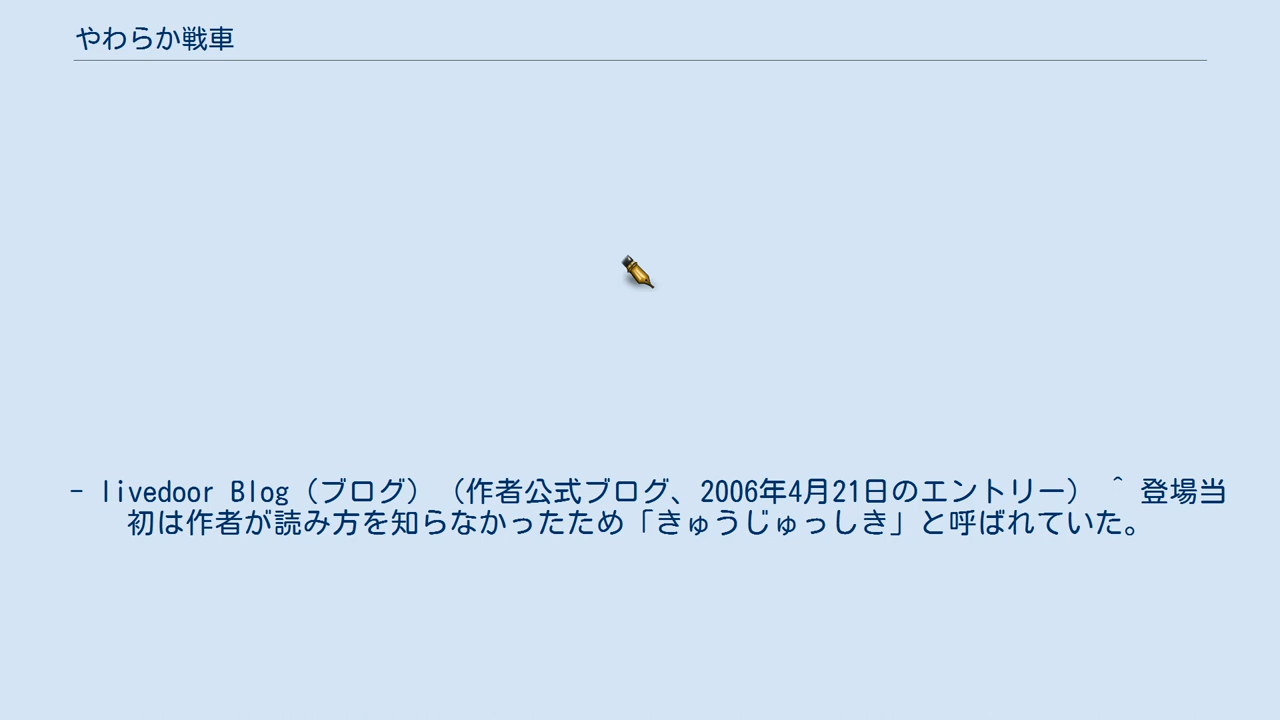 やわらか戦車
- livedoor Blog（ブログ）（作者公式ブログ、2006年4月21日のエントリー） ^ 登場当
初は作者が読み方を知らなかったため「きゅうじゅっしき」と呼ばれていた。